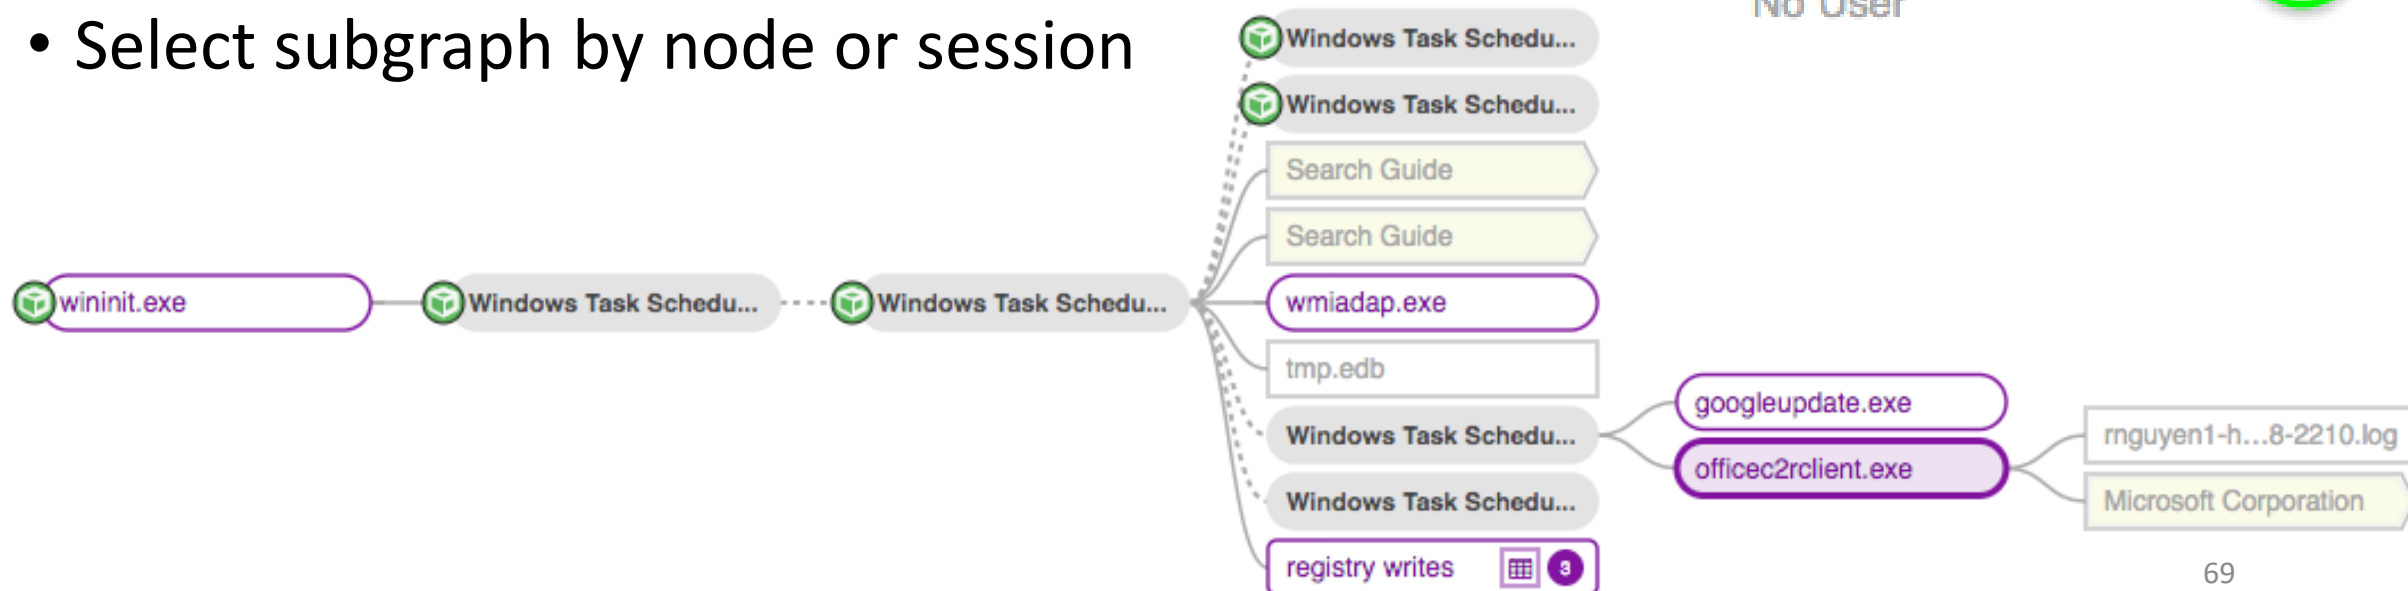 No User
• Select subgraph by node or session
Windows Task Schedu...
Windows Task Schedu...
Search Guide
Search Guide
wininit.exe
Windows Task Schedu...
Windows Task Schedu...
wmiadap.exe
tmp.edb
googleupdate.exe
Windows Task Schedu...
rnguyen1-h...8-2210.log
officec2rclient.exe
Windows Task Schedu...
Microsoft Corporation
registry writes
3
69